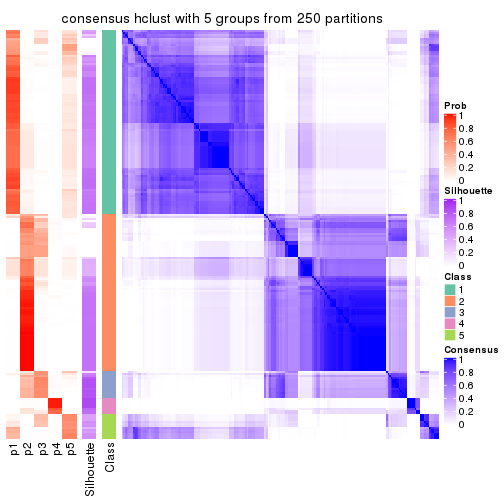 consensus hclust with 5 groups from 250 partitions
Prob
1
0.8
0.6
0.4
0.2
0
Silhouette
1
0.8
0.6
0.4
0.2
0
Class
1
2
3
4
5
Consensus
1
0.8
0.6
0.4
0.2
0
p1
p2
p3
p4
p5
Silhouette
Class